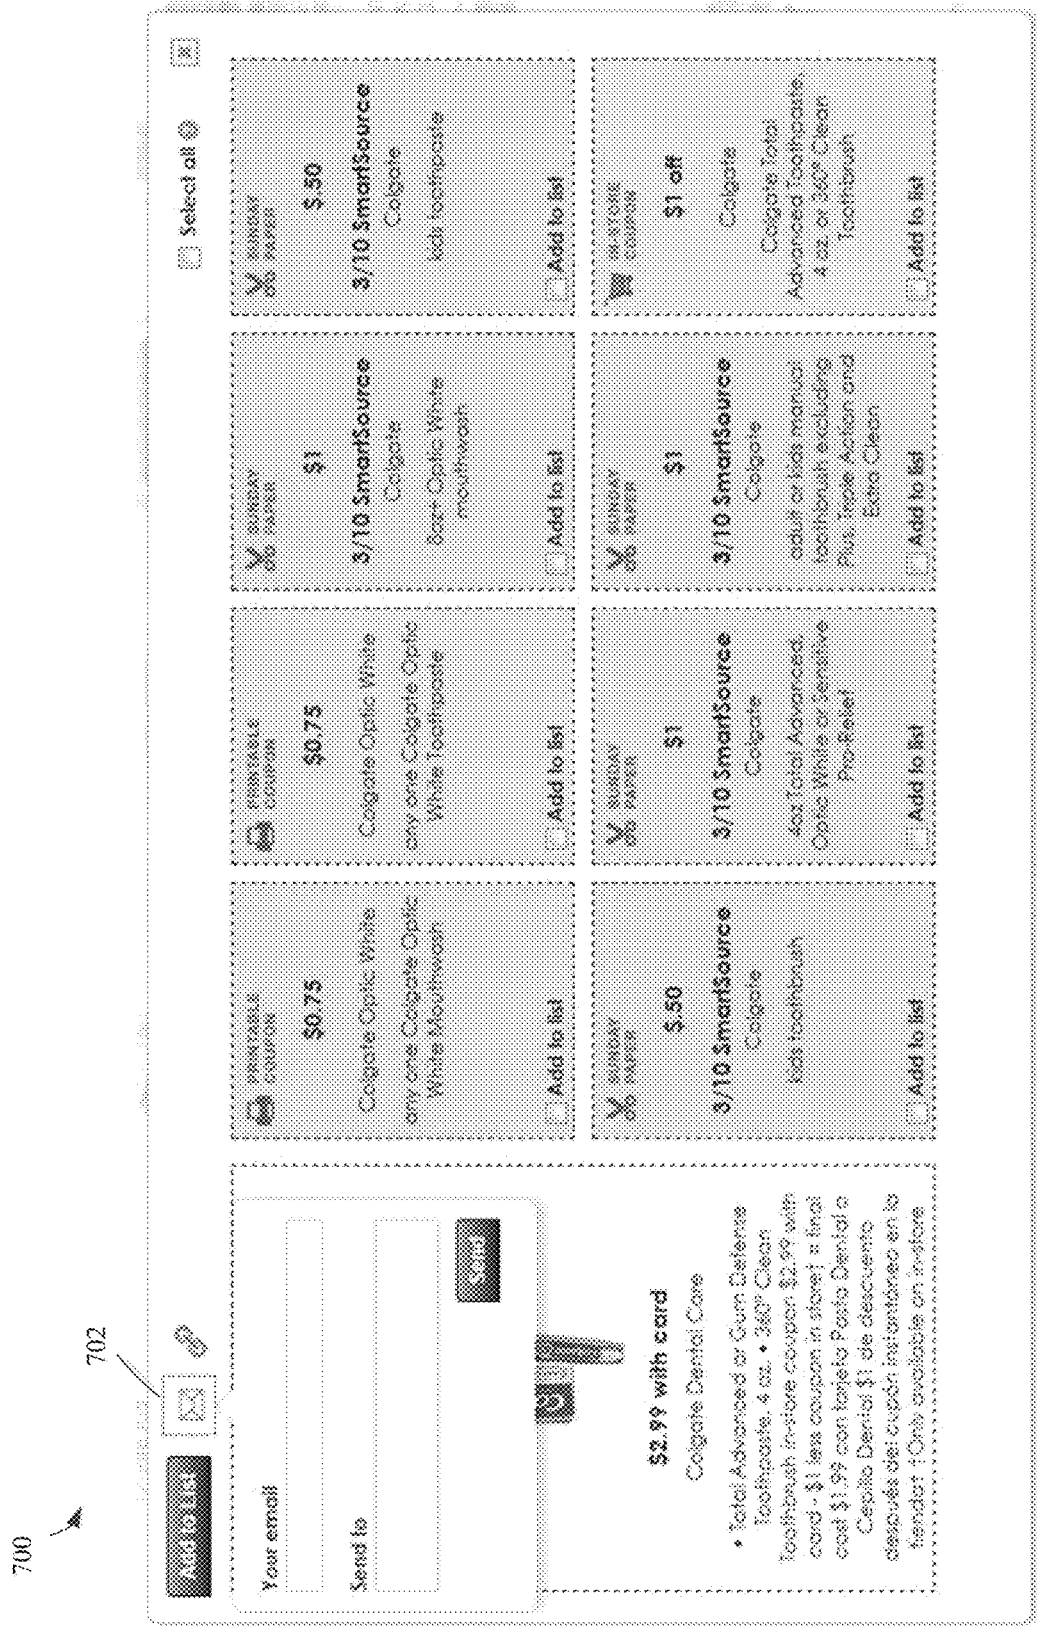 700
702
Add to List
Select all
x
Your email
Send to
Send
$2.99 with card
Colgate Dental Care
• Total Advanced or Gum Defense
Toothpaste, 4 oz. • 360° Clean
Toothbrush in-store coupon $2.99 with
card - $1 less coupon in store† = final
cost $1.99 con tarjeta Pasta Dental o
Cepillo Dental $1 de descuento
después del cupón instantáneo en la
tienda† †Only available on in-store
PRINTABLE
COUPON
$0.75
Colgate Optic White
any one Colgate Optic
White Mouthwash
Add to list
PRINTABLE
COUPON
$0.75
Colgate Optic White
any one Colgate Optic
White Toothpaste
Add to list
SUNDAY
PAPER
$1
3/10 SmartSource
Colgate
8oz+ Optic White
mouthwash
Add to list
SUNDAY
PAPER
$.50
3/10 SmartSource
Colgate
kids toothpaste
Add to list
SUNDAY
PAPER
$.50
3/10 SmartSource
Colgate
kids toothbrush
Add to list
SUNDAY
PAPER
$1
3/10 SmartSource
Colgate
4oz Total Advanced,
Optic White or Sensitive
Pro-Relief
Add to list
SUNDAY
PAPER
$1
3/10 SmartSource
Colgate
adult or kids manual
toothbrush excluding
Plus, Triple Action and
Extra Clean
Add to list
IN-STORE
COUPON
$1 off
Colgate
Colgate Total
Advanced Toothpaste,
4 oz. or 360° Clean
Toothbrush
Add to list